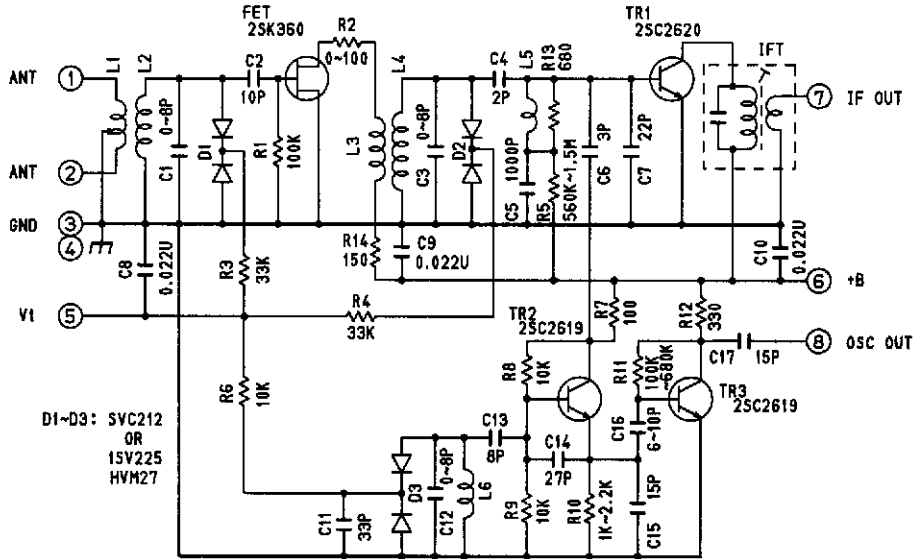 FET
2SK360
R2
0~100
TR1
2SC2620
ANT
1
L1
L2
C2
10P
L4
C4
2P
L5
R13
680
IFT
7
IF OUT
0~8P
C1
D1
R1
100K
L3
0~8P
C3
D2
1000P
C5
R5
560K~1.5M
3P
C6
22P
C7
ANT
2
GND
3
4
C8
0.022U
R3
33K
R14
150
C9
0.022U
C10
0.022U
6
+B
Vt
5
R4
33K
TR2
2SC2619
R7
100
R12
330
8
OSC OUT
C17
15P
R6
10K
R8
10K
R11
100K
~680K
TR3
2SC2619
D1~D3: SVC212
OR
1SV225
HVM27
C13
8P
C14
27P
C16
6~10P
D3
0~8P
C12
L6
C11
33P
R9
10K
R10
1K~2.2K
15P
C15